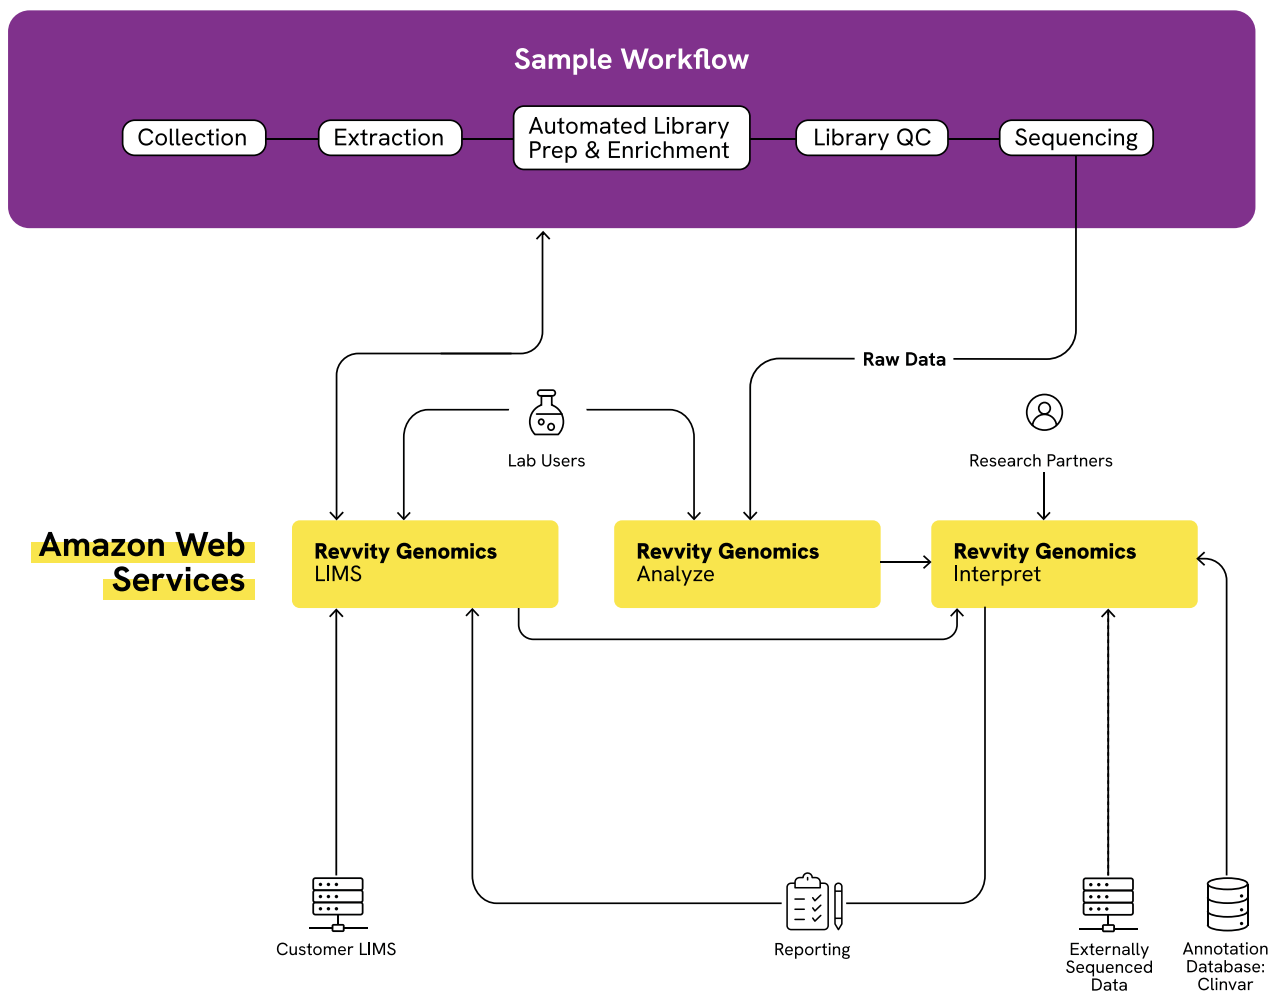 Sample Workflow
Collection
Extraction
Automated Library
Prep & Enrichment
Library QC
Sequencing
Raw Data
Lab Users
Research Partners
Amazon Web
Services
Revvity Genomics
LIMS
Revvity Genomics
Analyze
Revvity Genomics
Interpret
Customer LIMS
Reporting
Externally
Sequenced
Data
Annotation
Database:
Clinvar